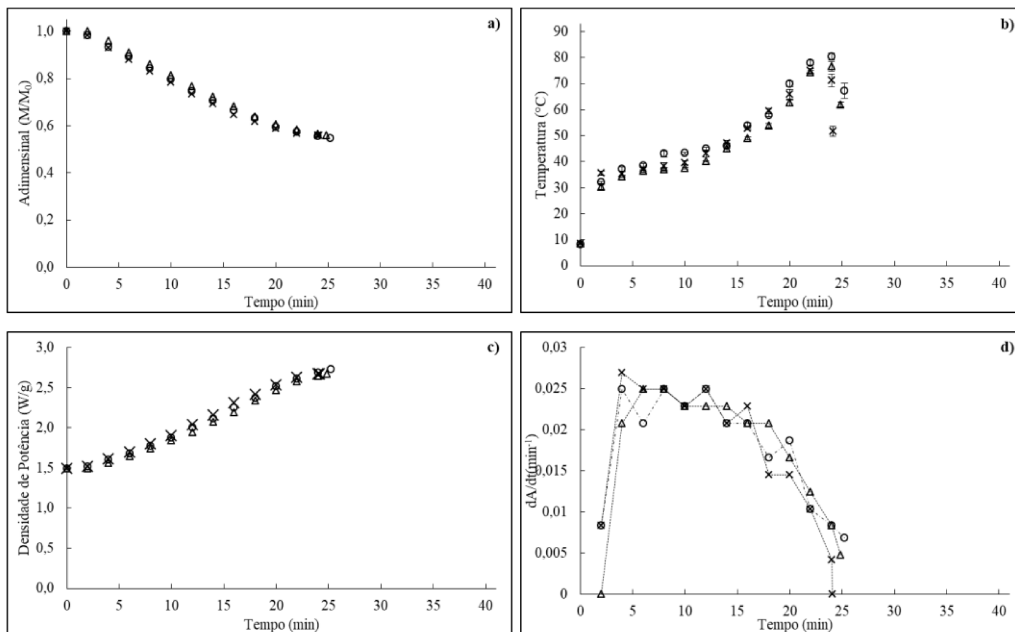 a)
1,0
0,8
0,6
0,4
0,2
0,0
Adimensinal (M/M₀)
0 5 10 15 20 25 30 35 40
Tempo (min)
b)
90
80
70
60
50
40
30
20
10
0
Temperatura (°C)
0 5 10 15 20 25 30 35 40
Tempo (min)
c)
3,0
2,5
2,0
1,5
1,0
0,5
0,0
Densidade de Potência (W/g)
0 5 10 15 20 25 30 35 40
Tempo (min)
d)
0,03
0,025
0,02
0,015
0,01
0,005
0
dA/dt(min⁻¹)
0 5 10 15 20 25 30 35 40
Tempo (min)